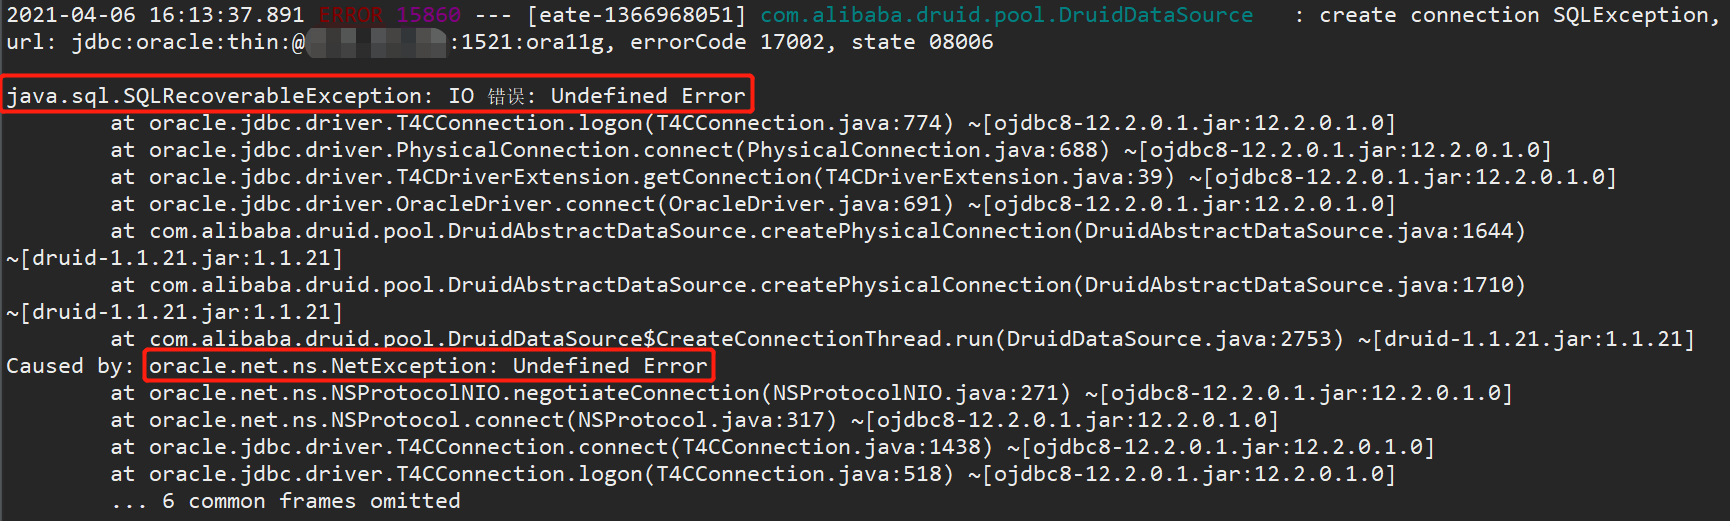 2021-04-06 16:13:37.891 ERROR 15860 --- [eate-1366968051] com.alibaba.druid.pool.DruidDataSource   : create connection SQLException,
url: jdbc:oracle:thin:@:1521:ora11g, errorCode 17002, state 08006
java.sql.SQLRecoverableException: IO 错误: Undefined Error
at oracle.jdbc.driver.T4CConnection.logon(T4CConnection.java:774) ~[ojdbc8-12.2.0.1.jar:12.2.0.1.0]
at oracle.jdbc.driver.PhysicalConnection.connect(PhysicalConnection.java:688) ~[ojdbc8-12.2.0.1.jar:12.2.0.1.0]
at oracle.jdbc.driver.T4CDriverExtension.getConnection(T4CDriverExtension.java:39) ~[ojdbc8-12.2.0.1.jar:12.2.0.1.0]
at oracle.jdbc.driver.OracleDriver.connect(OracleDriver.java:691) ~[ojdbc8-12.2.0.1.jar:12.2.0.1.0]
at com.alibaba.druid.pool.DruidAbstractDataSource.createPhysicalConnection(DruidAbstractDataSource.java:1644)
~[druid-1.1.21.jar:1.1.21]
at com.alibaba.druid.pool.DruidAbstractDataSource.createPhysicalConnection(DruidAbstractDataSource.java:1710)
~[druid-1.1.21.jar:1.1.21]
at com.alibaba.druid.pool.DruidDataSource$CreateConnectionThread.run(DruidDataSource.java:2753) ~[druid-1.1.21.jar:1.1.21]
Caused by: oracle.net.ns.NetException: Undefined Error
at oracle.net.ns.NSProtocolNIO.negotiateConnection(NSProtocolNIO.java:271) ~[ojdbc8-12.2.0.1.jar:12.2.0.1.0]
at oracle.net.ns.NSProtocol.connect(NSProtocol.java:317) ~[ojdbc8-12.2.0.1.jar:12.2.0.1.0]
at oracle.jdbc.driver.T4CConnection.connect(T4CConnection.java:1438) ~[ojdbc8-12.2.0.1.jar:12.2.0.1.0]
at oracle.jdbc.driver.T4CConnection.logon(T4CConnection.java:518) ~[ojdbc8-12.2.0.1.jar:12.2.0.1.0]
... 6 common frames omitted